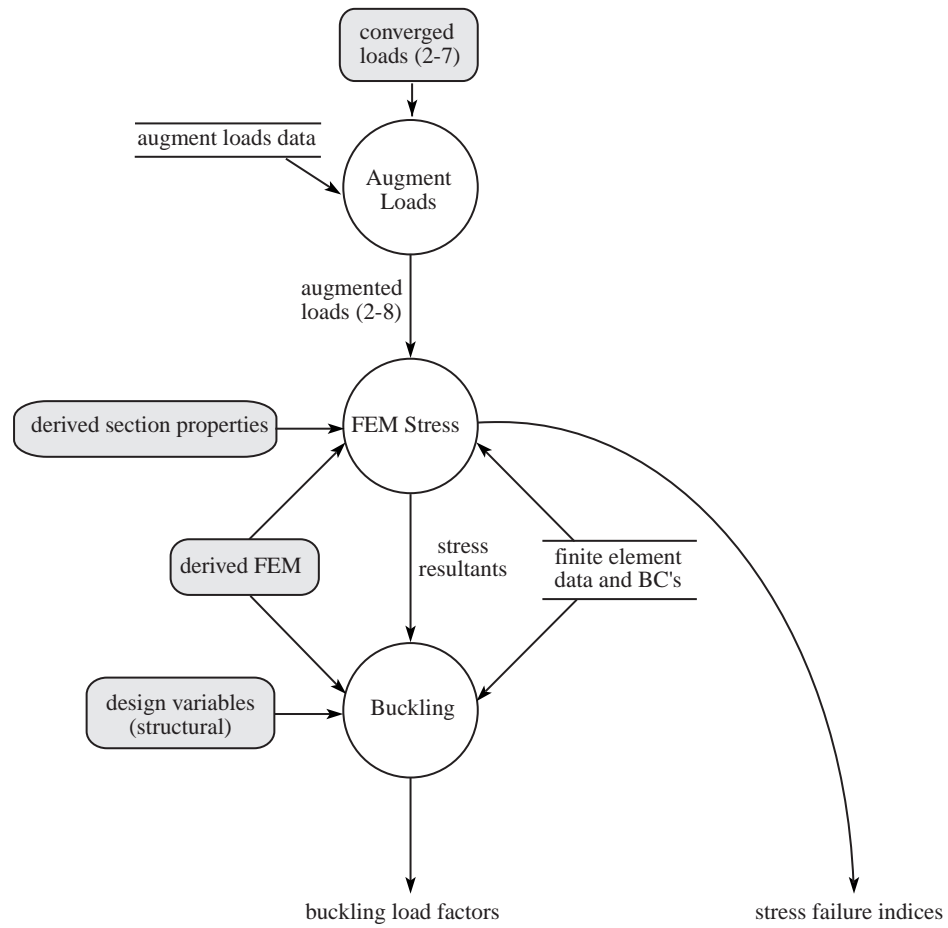 converged
loads (2-7)
augment loads data
Augment
Loads
augmented
loads (2-8)
derived section properties
FEM Stress
derived FEM
stress
resultants
finite element
data and BC's
design variables
(structural)
Buckling
buckling load factors
stress failure indices